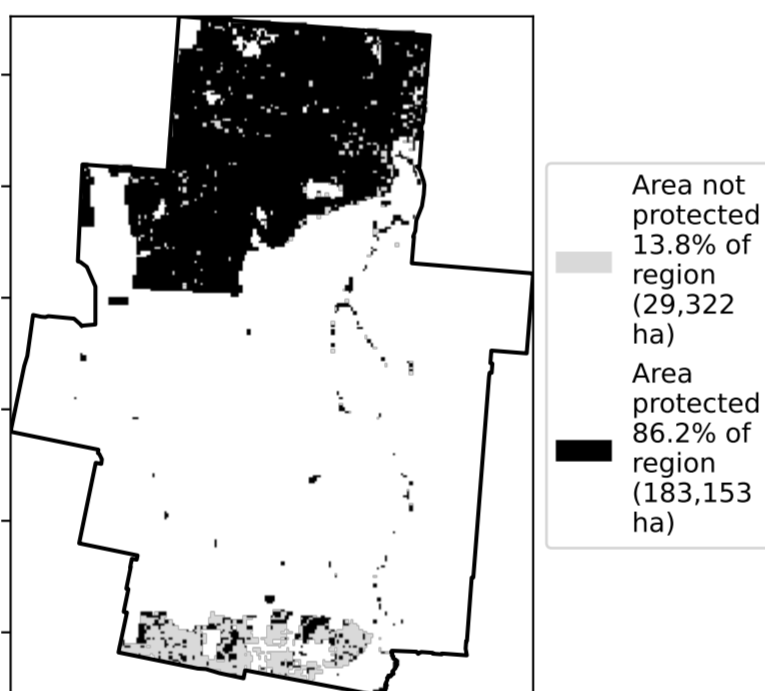 Area not
protected
13.8% of
region
(29,322
ha)
Area
protected
86.2% of
region
(183,153
ha)